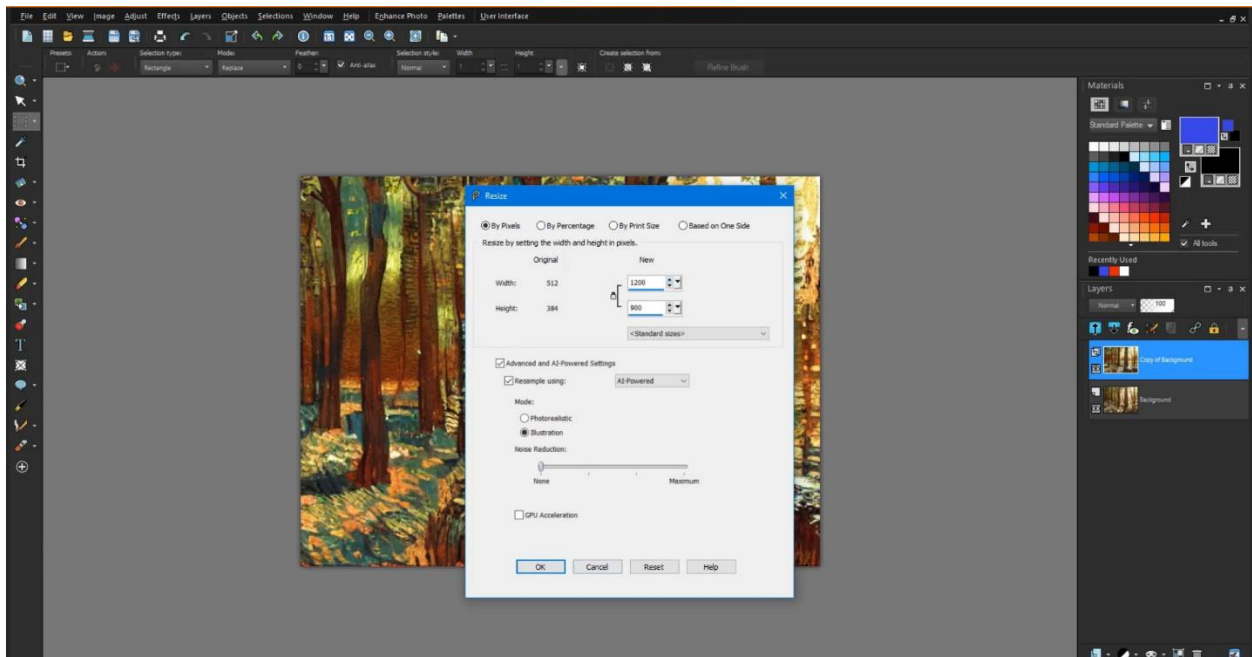 File Edit View Image Adjust Effects Layers Objects Selections Window Help Enhance Photo Palettes User Interface
Presets: Action: Selection type: Mode: Feather: Selection style: Width: Height: Create selection from:
Rectangle Replace 0 Anti-alias Normal 1 1 Refine Brush
Materials
Standard Palette
All tools
Recently Used
Layers
Normal 100
Copy of Background
Background
T
Resize
By Pixels By Percentage By Print Size Based on One Side
Resize by setting the width and height in pixels.
Original New
Width: 512 1200
Height: 384 900
<Standard sizes>
Advanced and AI-Powered Settings
Resample using: AI-Powered
Mode:
Photorealistic
Illustration
Noise Reduction:
None Maximum
GPU Acceleration
OK Cancel Reset Help